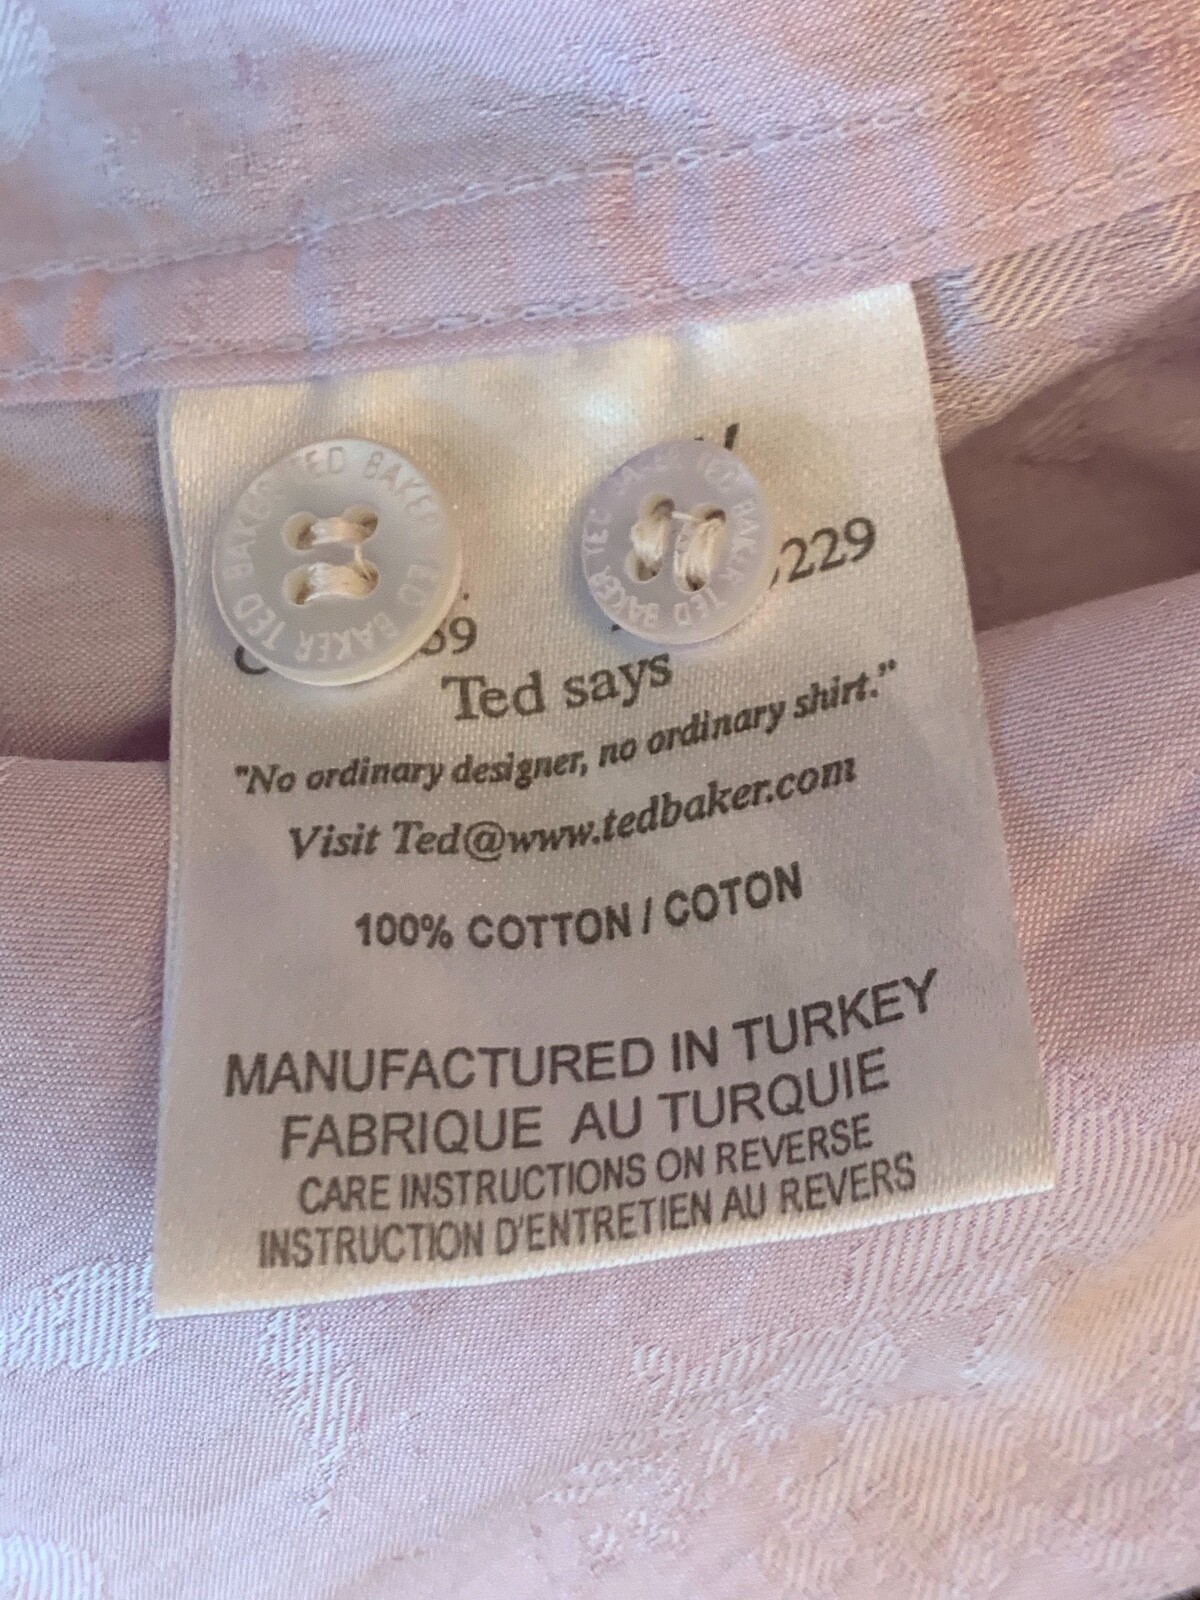 TED BAKER TED BAKER TED BAKER
TED BAKER TED BAKER
229
Ted says
"No ordinary designer, no ordinary shirt."
Visit Ted@www.tedbaker.com
100% COTTON / COTON
MANUFACTURED IN TURKEY
FABRIQUE AU TURQUIE
CARE INSTRUCTIONS ON REVERSE
INSTRUCTION D'ENTRETIEN AU REVERS